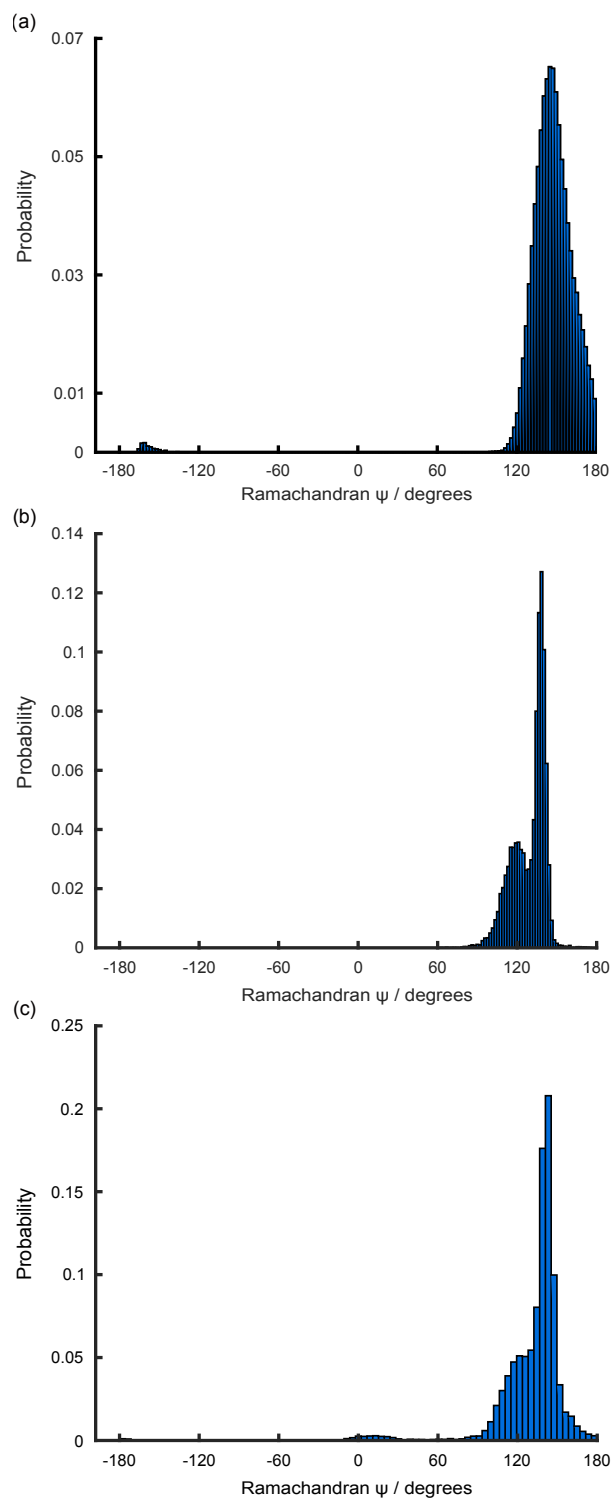 (a)
0.07
0.05
0.03
0.01
0
Probability
-180 -120 -60 0 60 120 180
Ramachandran ψ / degrees
(b)
0.14
0.12
0.1
0.08
0.06
0.04
0.02
0
Probability
-180 -120 -60 0 60 120 180
Ramachandran ψ / degrees
(c)
0.25
0.2
0.15
0.1
0.05
0
Probability
-180 -120 -60 0 60 120 180
Ramachandran ψ / degrees